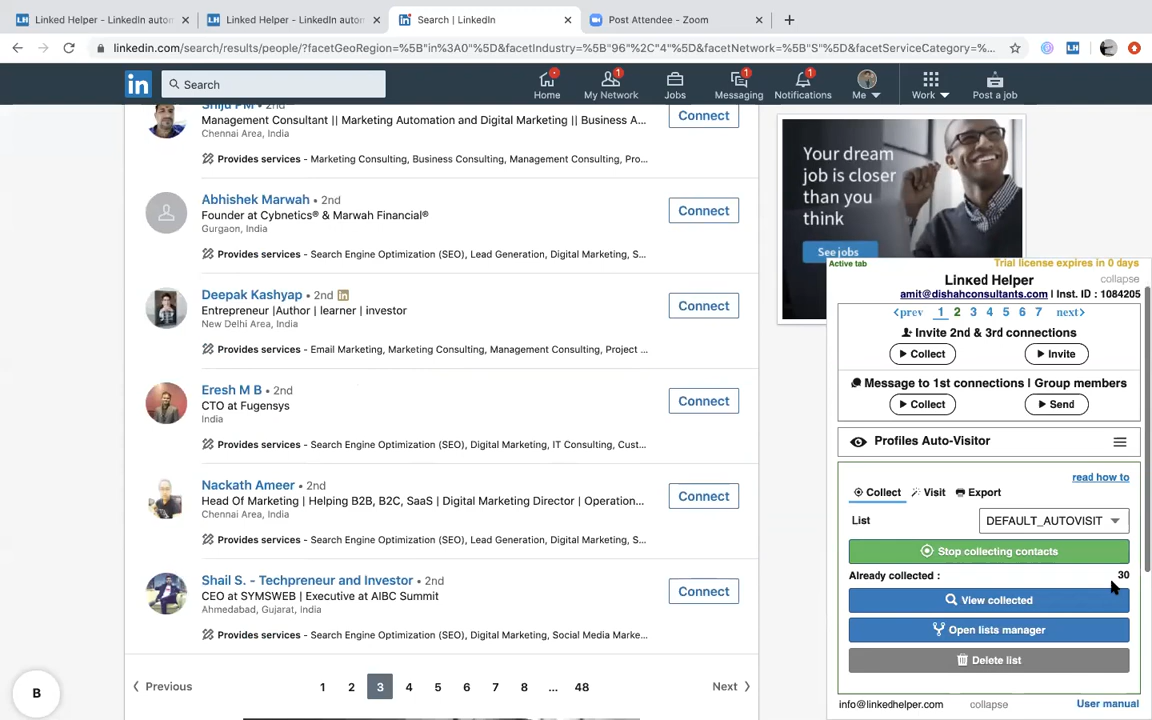 Linked Helper - LinkedIn autom
Linked Helper - LinkedIn autom
Search | LinkedIn
Post Attendee - Zoom
linkedin.com/search/results/people/?facetGeoRegion=%5B"in%3A0"%5D&facetIndustry=%5B"96"%2C"4"%5D&facetNetwork=%5B"S"%5D&facetServiceCategory=%...
LH
in
Search
Home
1
My Network
Jobs
1
Messaging
1
Notifications
Me
Work
Post a job
Shiju PM • 2nd
Management Consultant || Marketing Automation and Digital Marketing || Business A...
Chennai Area, India
Provides services - Marketing Consulting, Business Consulting, Management Consulting, Pro...
Connect
Abhishek Marwah • 2nd
Founder at Cybnetics® & Marwah Financial®
Gurgaon, India
Provides services - Search Engine Optimization (SEO), Lead Generation, Digital Marketing, S...
Connect
Deepak Kashyap • 2nd in
Entrepreneur |Author | learner | investor
New Delhi Area, India
Provides services - Email Marketing, Marketing Consulting, Management Consulting, Project ...
Connect
Eresh M B • 2nd
CTO at Fugensys
India
Provides services - Search Engine Optimization (SEO), Digital Marketing, IT Consulting, Cust...
Connect
Nackath Ameer • 2nd
Head Of Marketing | Helping B2B, B2C, SaaS | Digital Marketing Director | Operation...
Chennai Area, India
Provides services - Search Engine Optimization (SEO), Lead Generation, Digital Marketing, S...
Connect
Shail S. - Techpreneur and Investor • 2nd
CEO at SYMSWEB | Executive at AIBC Summit
Ahmedabad, Gujarat, India
Provides services - Search Engine Optimization (SEO), Digital Marketing, Social Media Marke...
Connect
Previous 1 2 3 4 5 6 7 8 ... 48 Next
B
Your dream
job is closer
than you
think
See jobs
Active tab
Trial license expires in 0 days
Linked Helper
collapse
amit@dishahconsultants.com | Inst. ID : 1084205
‹prev 1 2 3 4 5 6 7 next›
Invite 2nd & 3rd connections
Collect
Invite
Message to 1st connections | Group members
Collect
Send
Profiles Auto-Visitor
read how to
Collect Visit Export
List
DEFAULT_AUTOVISIT
Stop collecting contacts
Already collected : 30
View collected
Open lists manager
Delete list
info@linkedhelper.com
collapse
User manual